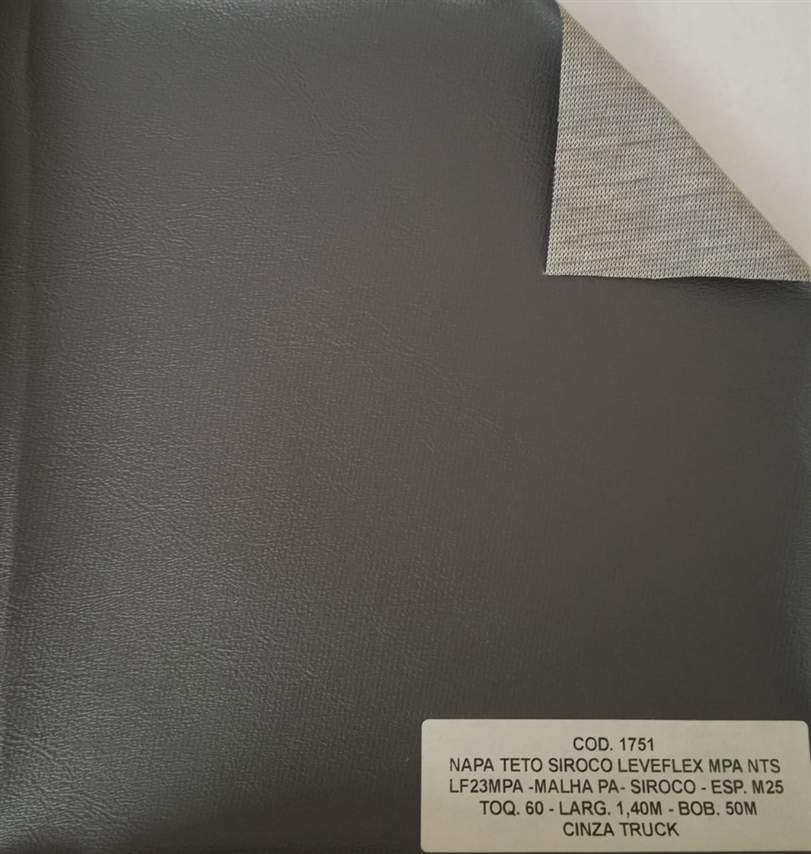 COD. 1751
NAPA TETO SIROCO LEVEFLEX MPA NTS
LF23MPA -MALHA PA- SIROCO - ESP. M25
TOQ. 60 - LARG. 1,40M - BOB. 50M
CINZA TRUCK